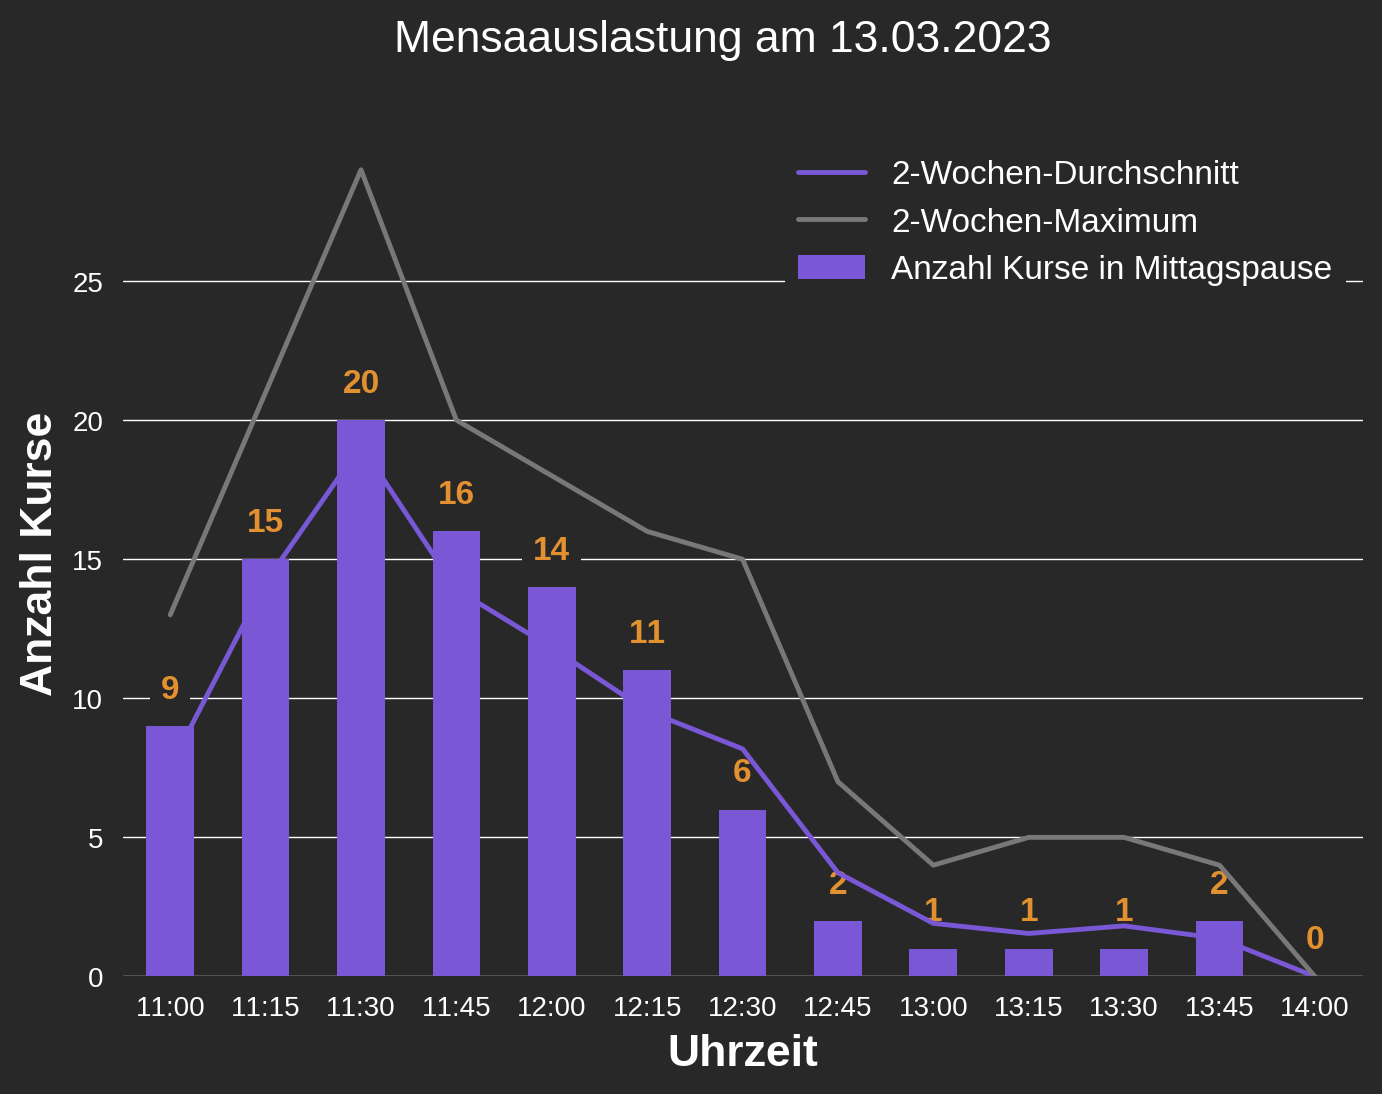 Mensaauslastung am 13.03.2023
2-Wochen-Durchschnitt
2-Wochen-Maximum
Anzahl Kurse in Mittagspause
Anzahl Kurse
25
20
15
10
5
0
9
15
20
16
14
11
6
2
1
1
1
2
0
11:00 11:15 11:30 11:45 12:00 12:15 12:30 12:45 13:00 13:15 13:30 13:45 14:00
Uhrzeit